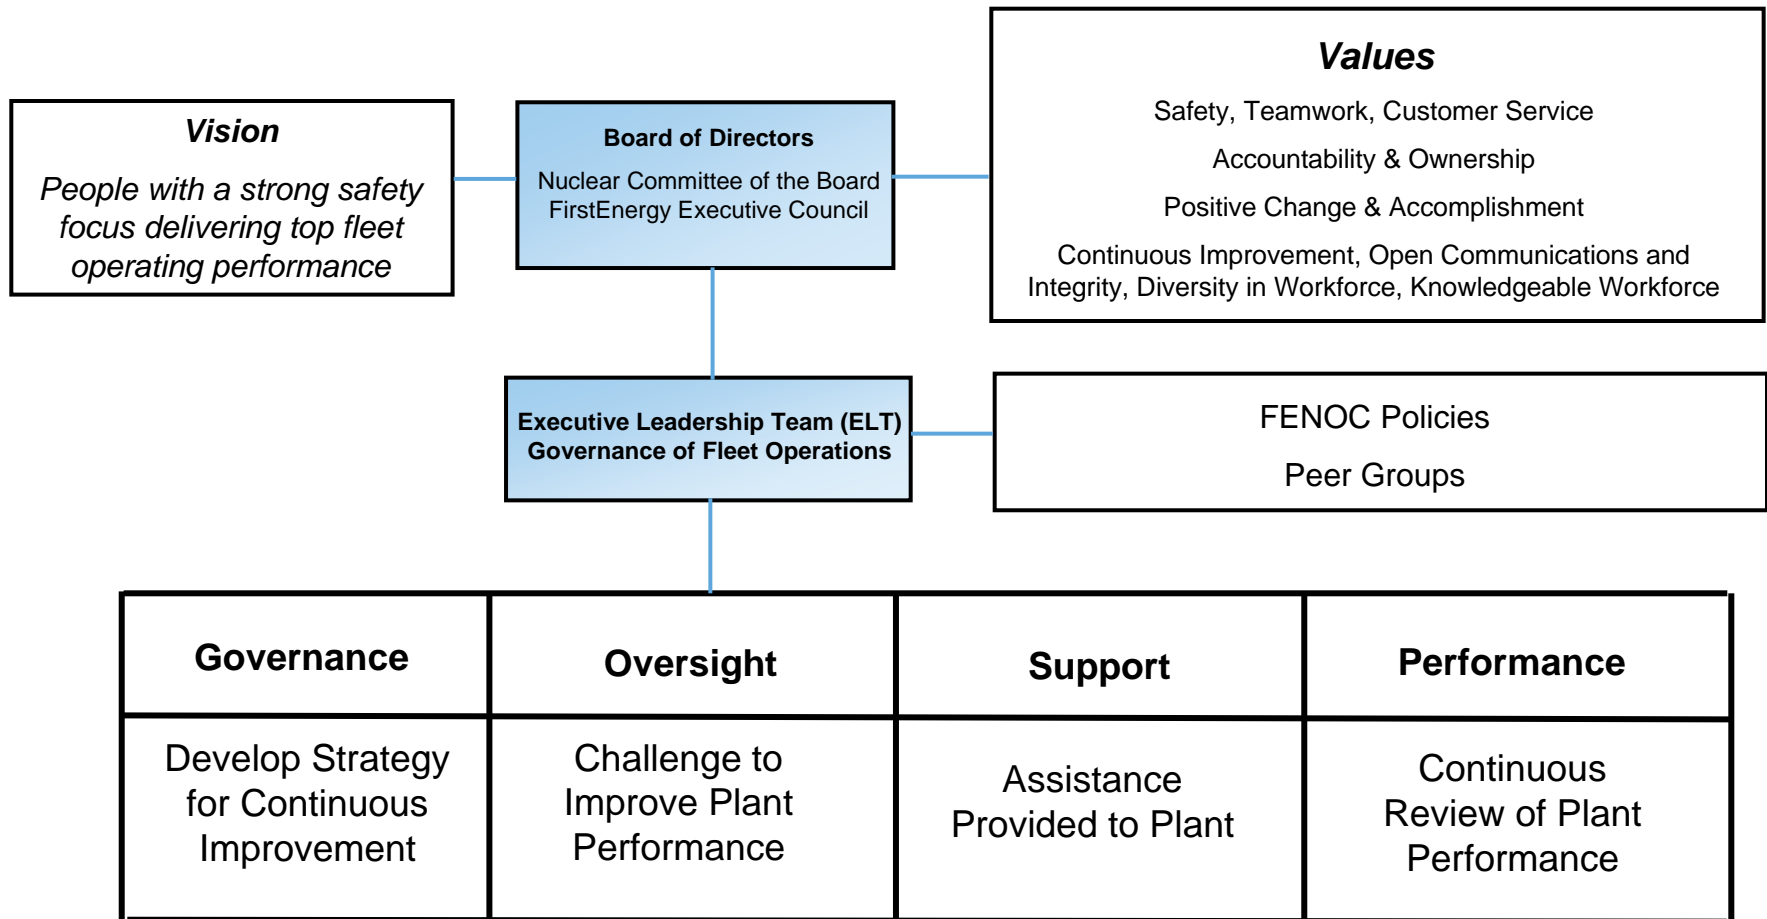 Vision
People with a strong safety
focus delivering top fleet
operating performance
Board of Directors
Nuclear Committee of the Board
FirstEnergy Executive Council
Values
Safety, Teamwork, Customer Service
Accountability & Ownership
Positive Change & Accomplishment
Continuous Improvement, Open Communications and
Integrity, Diversity in Workforce, Knowledgeable Workforce
Executive Leadership Team (ELT)
Governance of Fleet Operations
FENOC Policies
Peer Groups
Governance
Oversight
Support
Performance
Develop Strategy
for Continuous
Improvement
Challenge to
Improve Plant
Performance
Assistance
Provided to Plant
Continuous
Review of Plant
Performance